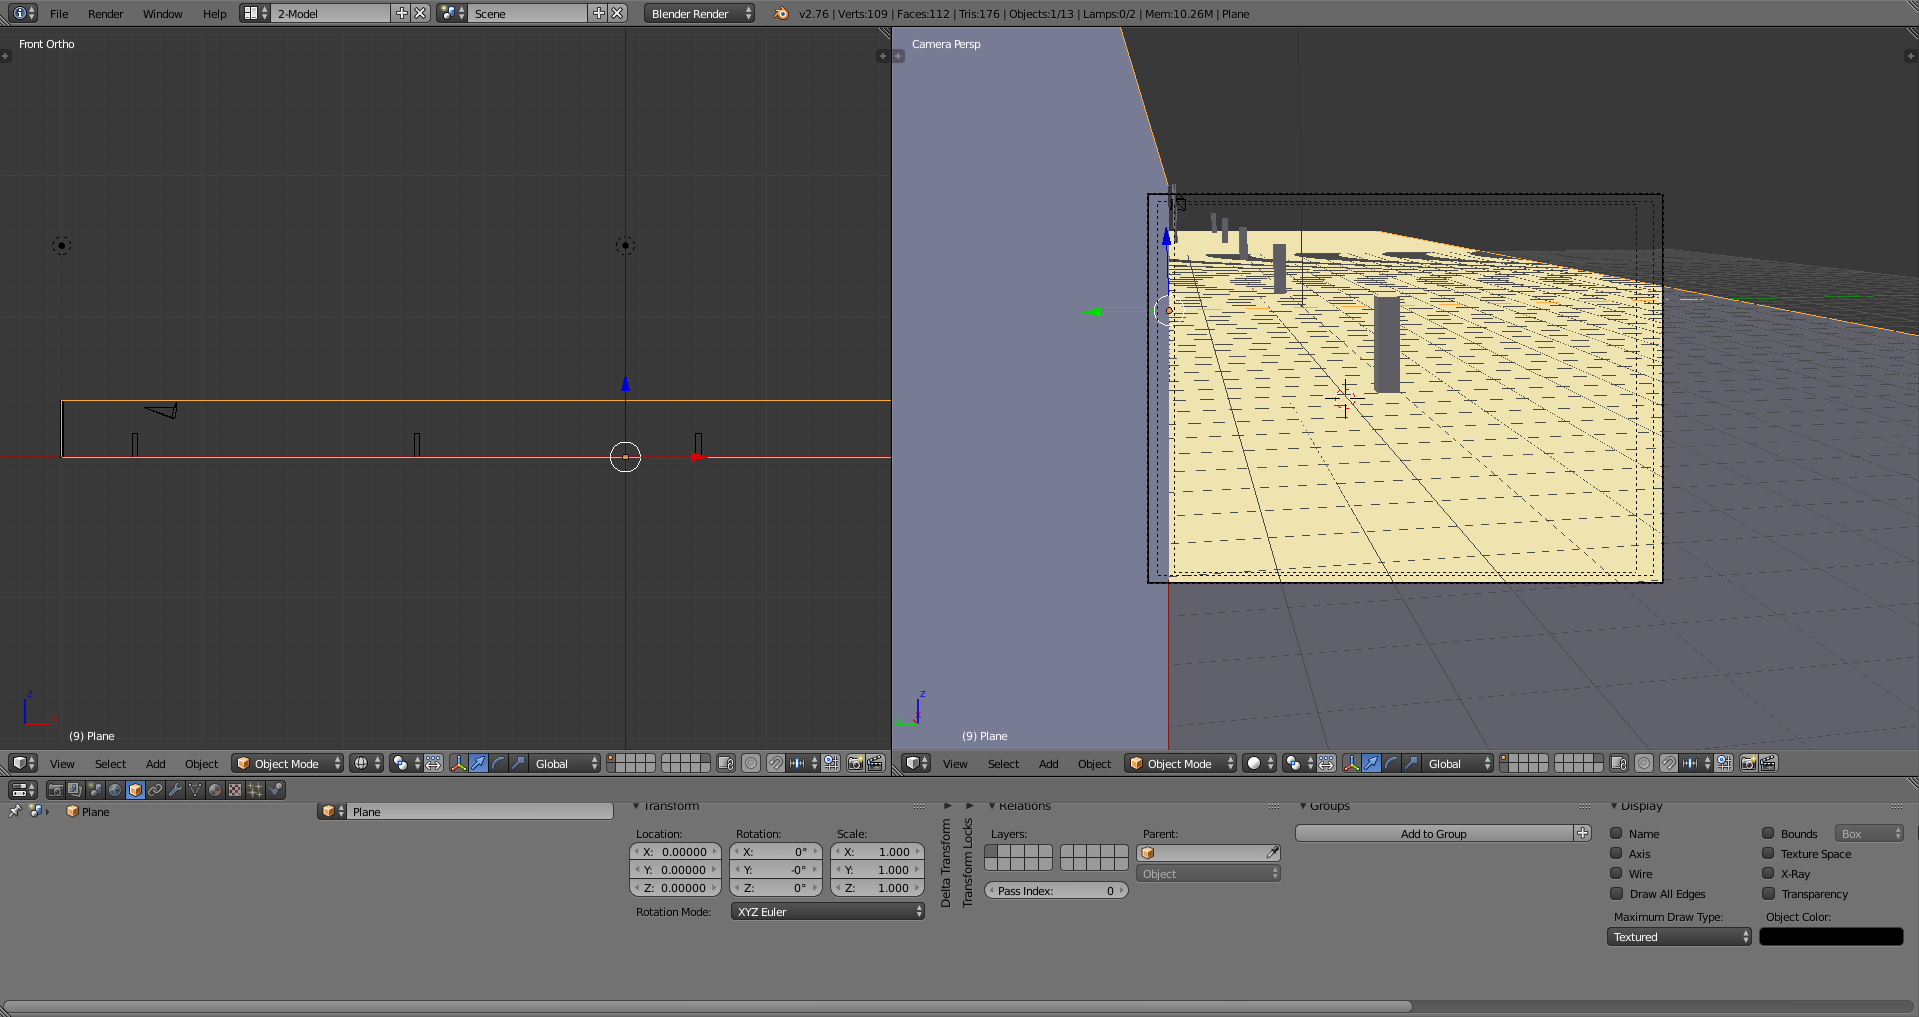 File Render Window Help 2-Model Scene Blender Render v2.76 | Verts:109 | Faces:112 | Tris:176 | Objects:1/13 | Lamps:0/2 | Mem:10.26M | Plane
Front Ortho
Camera Persp
z
z
(9) Plane
(9) Plane
View Select Add Object Object Mode Global
View Select Add Object Object Mode Global
Plane
Plane
Transform
Location: Rotation: Scale:
X: 0.00000 X: 0° X: 1.000
Y: 0.00000 Y: -0° Y: 1.000
Z: 0.00000 Z: 0° Z: 1.000
Rotation Mode: XYZ Euler
Delta Transform
Transform Locks
Relations
Layers: Parent:
Object
Pass Index: 0
Groups
Add to Group
Display
Name Bounds Box
Axis Texture Space
Wire X-Ray
Draw All Edges Transparency
Maximum Draw Type: Object Color:
Textured